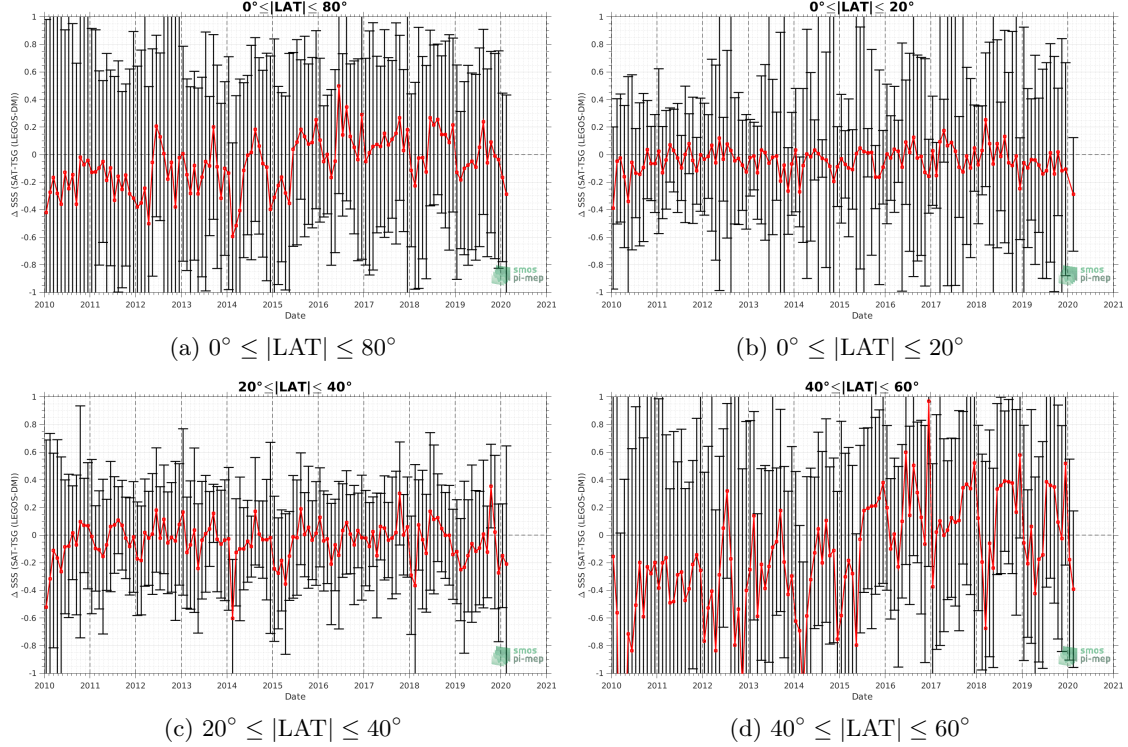 0°≤|LAT|≤ 80°
Δ SSS (SAT-TSG (LEGOS-DM))
1
0.8
0.6
0.4
0.2
0
-0.2
-0.4
-0.6
-0.8
-1
2010 2011 2012 2013 2014 2015 2016 2017 2018 2019 2020 2021
Date
smos
pi-mep
(a) 0° ≤ |LAT| ≤ 80°
0°≤|LAT|≤ 20°
Δ SSS (SAT-TSG (LEGOS-DM))
1
0.8
0.6
0.4
0.2
0
-0.2
-0.4
-0.6
-0.8
-1
2010 2011 2012 2013 2014 2015 2016 2017 2018 2019 2020 2021
Date
smos
pi-mep
(b) 0° ≤ |LAT| ≤ 20°
20°≤|LAT|≤ 40°
Δ SSS (SAT-TSG (LEGOS-DM))
1
0.8
0.6
0.4
0.2
0
-0.2
-0.4
-0.6
-0.8
-1
2010 2011 2012 2013 2014 2015 2016 2017 2018 2019 2020 2021
Date
smos
pi-mep
(c) 20° ≤ |LAT| ≤ 40°
40°≤|LAT|≤ 60°
Δ SSS (SAT-TSG (LEGOS-DM))
1
0.8
0.6
0.4
0.2
0
-0.2
-0.4
-0.6
-0.8
-1
2010 2011 2012 2013 2014 2015 2016 2017 2018 2019 2020 2021
Date
smos
pi-mep
(d) 40° ≤ |LAT| ≤ 60°